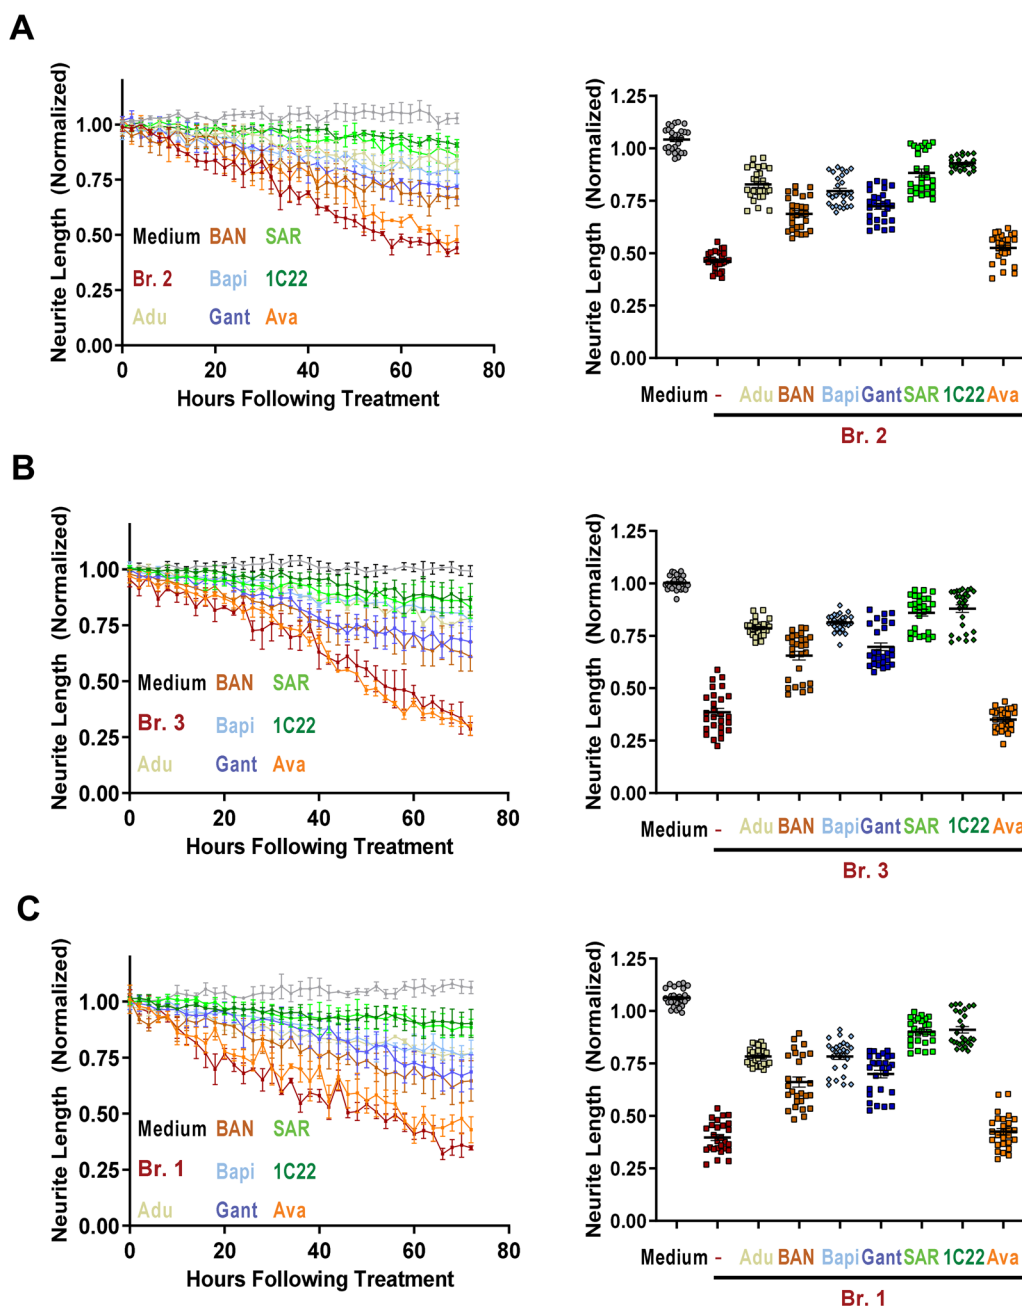 A
Neurite Length (Normalized)
1.00
0.75
0.50
0.25
0.00
Medium BAN SAR
Br. 2 Bapi 1C22
Adu Gant Ava
0 20 40 60 80
Hours Following Treatment
Neurite Length (Normalized)
1.25
1.00
0.75
0.50
0.25
0.00
Medium - Adu BAN Bapi Gant SAR 1C22 Ava
Br. 2
B
Neurite Length (Normalized)
1.00
0.75
0.50
0.25
0.00
Medium BAN SAR
Br. 3 Bapi 1C22
Adu Gant Ava
0 20 40 60 80
Hours Following Treatment
Neurite Length (Normalized)
1.25
1.00
0.75
0.50
0.25
0.00
Medium - Adu BAN Bapi Gant SAR 1C22 Ava
Br. 3
C
Neurite Length (Normalized)
1.00
0.75
0.50
0.25
0.00
Medium BAN SAR
Br. 1 Bapi 1C22
Adu Gant Ava
0 20 40 60 80
Hours Following Treatment
Neurite Length (Normalized)
1.25
1.00
0.75
0.50
0.25
0.00
Medium - Adu BAN Bapi Gant SAR 1C22 Ava
Br. 1